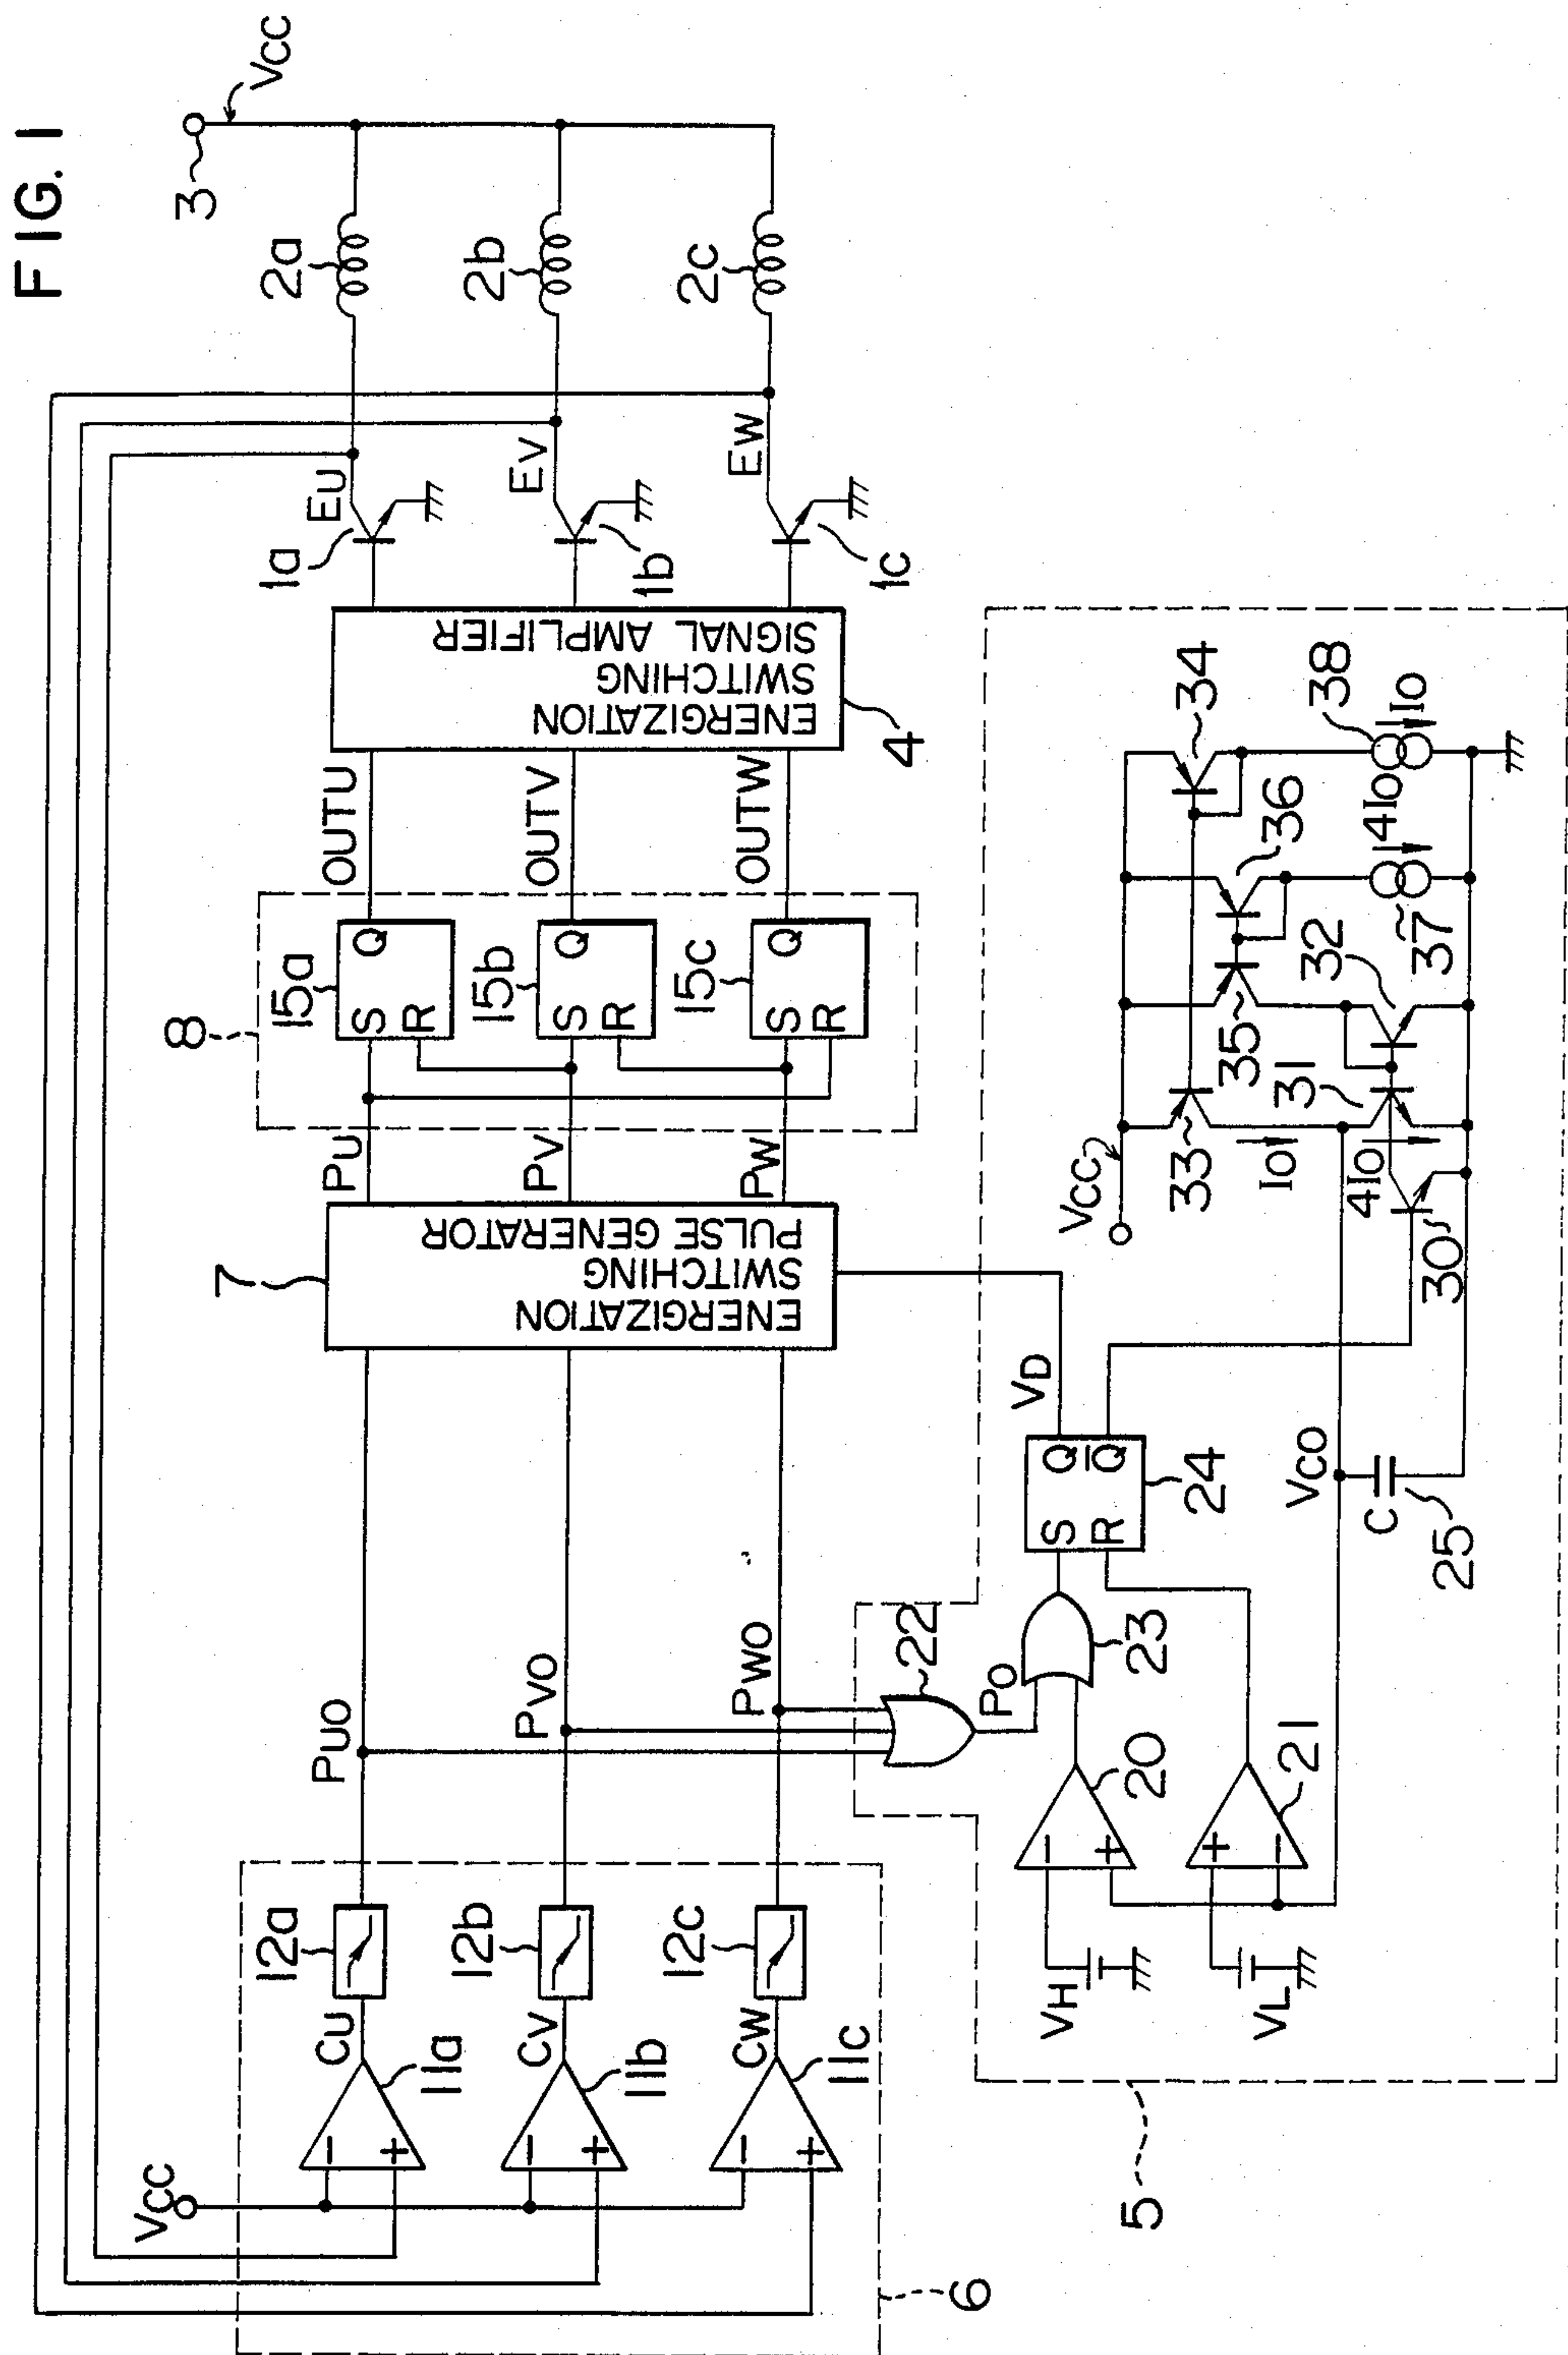 FIG. 1
3
VCC
2a
2b
2c
EU
EV
EW
1a
1b
1c
ENERGIZATION
SWITCHING
SIGNAL AMPLIFIER
4
OUTU
OUTV
OUTW
8
15a
S
R
Q
15b
S
R
Q
15c
S
R
Q
PU
PV
PW
7
ENERGIZATION
SWITCHING
PULSE GENERATOR
PUO
PVO
PWO
12a
12b
12c
CU
CV
CW
11a
11b
11c
VCC
-
+
-
+
-
+
6
5
22
PO
23
20
21
-
+
+
-
VH
VL
S
R
Q
Q̅
24
VD
VCO
C
25
VCC
33
34
35
36
31
32
30
37
38
IO
4IO
4IO
IO